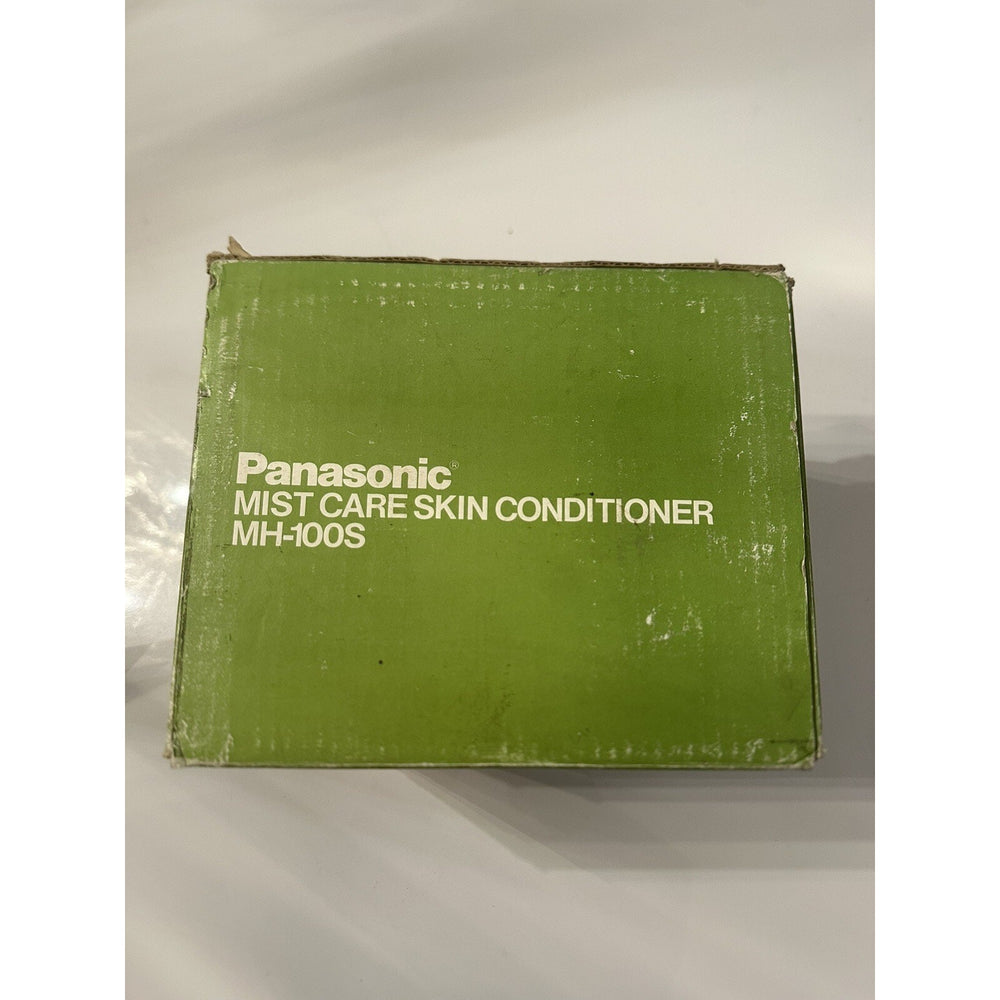 Panasonic®
MIST CARE SKIN CONDITIONER
MH-100S